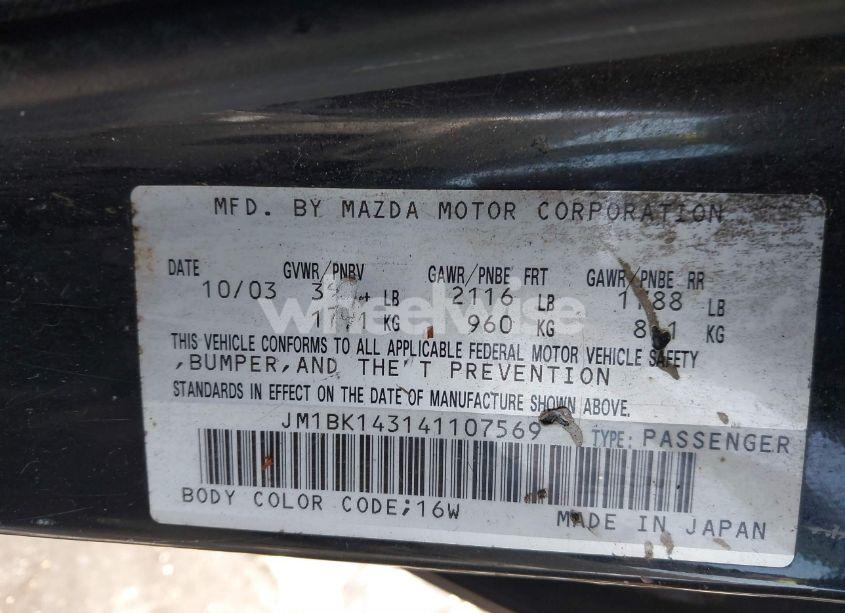 MFD. BY MAZDA MOTOR CORPORATION
DATE GVWR/PNBV GAWR/PNBE FRT GAWR/PNBE RR
10/03 LB 2116 LB LB
KG 960 KG KG
THIS VEHICLE CONFORMS TO ALL APPLICABLE FEDERAL MOTOR VEHICLE SAFETY
,BUMPER,AND THE T PREVENTION
STANDARDS IN EFFECT ON THE DATE OF MANUFACTURE SHOWN ABOVE.
JM1BK143141107569 TYPE: PASSENGER
BODY COLOR CODE;16W MADE IN JAPAN
wheelwise